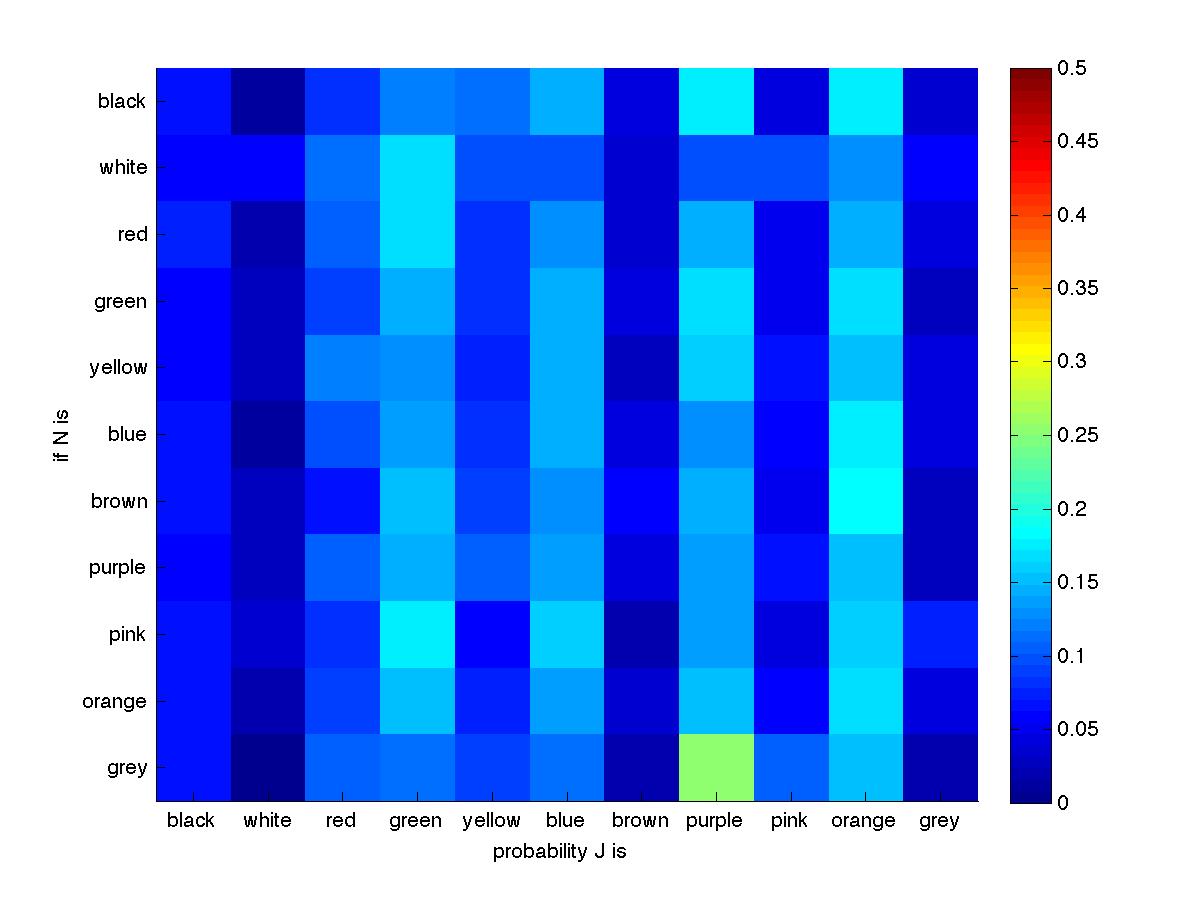 black
white
red
green
yellow
blue
brown
purple
pink
orange
grey
if N is
black white red green yellow blue brown purple pink orange grey
probability J is
0.5
0.45
0.4
0.35
0.3
0.25
0.2
0.15
0.1
0.05
0